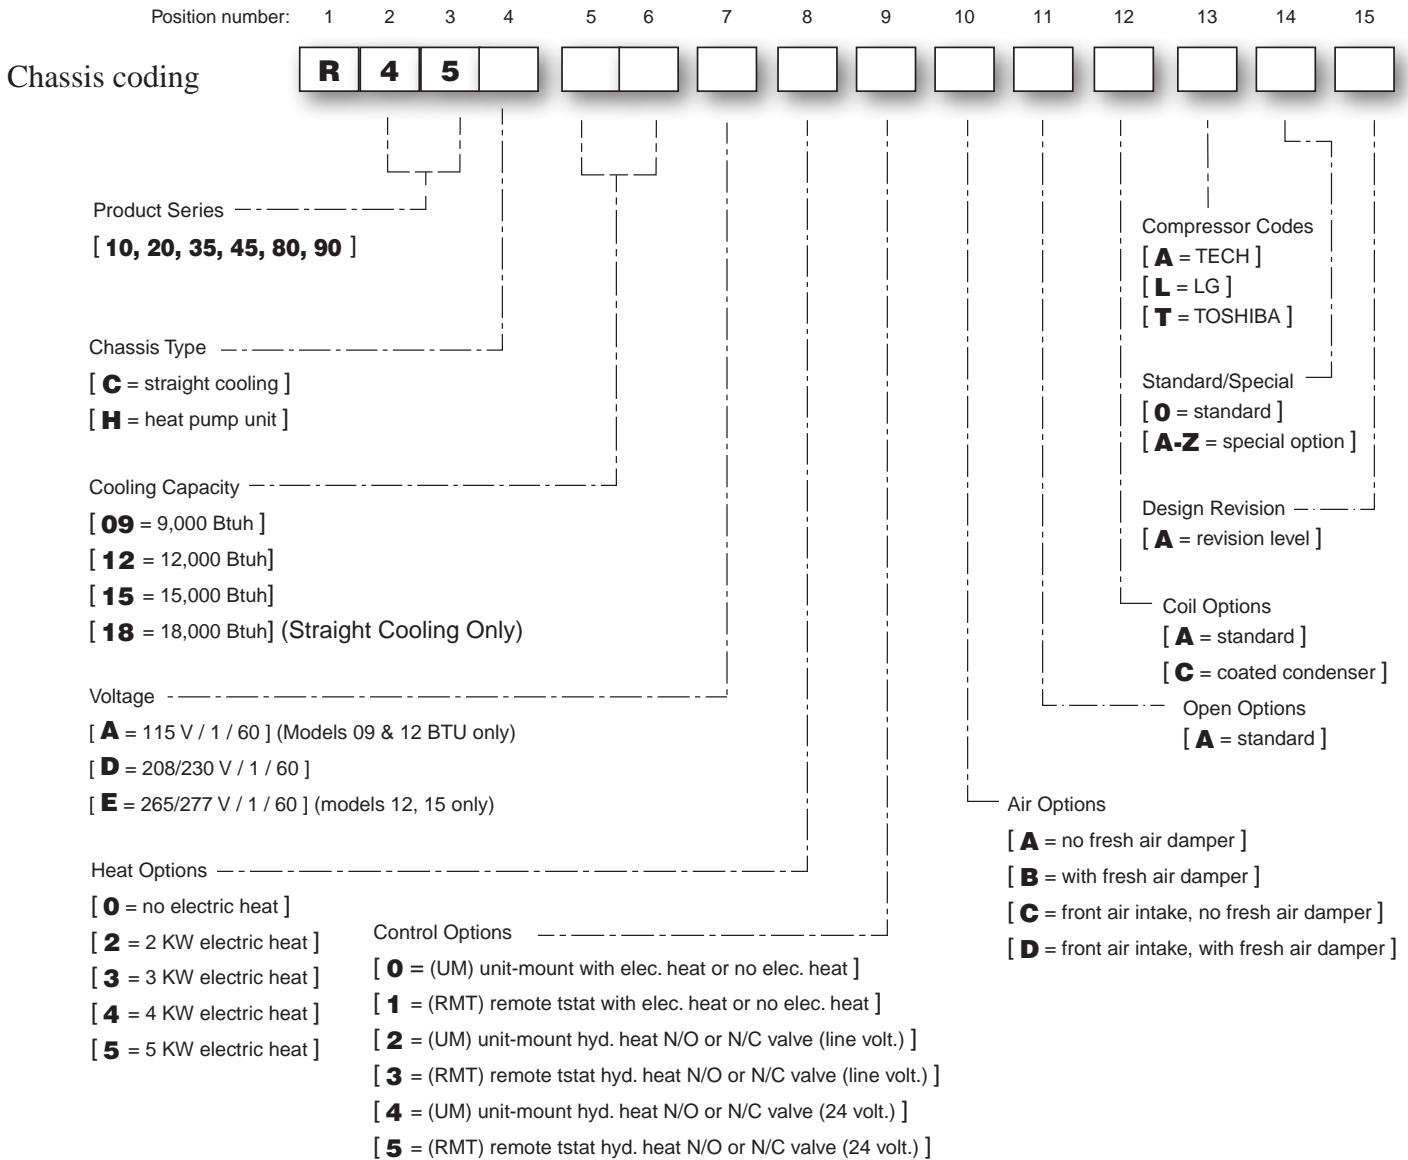 Position number: 1 2 3 4 5 6 7 8 9 10 11 12 13 14 15
Chassis coding R 4 5
Product Series
[ 10, 20, 35, 45, 80, 90 ]
Chassis Type
[ C = straight cooling ]
[ H = heat pump unit ]
Cooling Capacity
[ 09 = 9,000 Btuh ]
[ 12 = 12,000 Btuh]
[ 15 = 15,000 Btuh]
[ 18 = 18,000 Btuh] (Straight Cooling Only)
Voltage
[ A = 115 V / 1 / 60 ] (Models 09 & 12 BTU only)
[ D = 208/230 V / 1 / 60 ]
[ E = 265/277 V / 1 / 60 ] (models 12, 15 only)
Heat Options
[ 0 = no electric heat ]
[ 2 = 2 KW electric heat ]
[ 3 = 3 KW electric heat ]
[ 4 = 4 KW electric heat ]
[ 5 = 5 KW electric heat ]
Control Options
[ 0 = (UM) unit-mount with elec. heat or no elec. heat ]
[ 1 = (RMT) remote tstat with elec. heat or no elec. heat ]
[ 2 = (UM) unit-mount hyd. heat N/O or N/C valve (line volt.) ]
[ 3 = (RMT) remote tstat hyd. heat N/O or N/C valve (line volt.) ]
[ 4 = (UM) unit-mount hyd. heat N/O or N/C valve (24 volt.) ]
[ 5 = (RMT) remote tstat hyd. heat N/O or N/C valve (24 volt.) ]
Compressor Codes
[ A = TECH ]
[ L = LG ]
[ T = TOSHIBA ]
Standard/Special
[ 0 = standard ]
[ A-Z = special option ]
Design Revision
[ A = revision level ]
Coil Options
[ A = standard ]
[ C = coated condenser ]
Open Options
[ A = standard ]
Air Options
[ A = no fresh air damper ]
[ B = with fresh air damper ]
[ C = front air intake, no fresh air damper ]
[ D = front air intake, with fresh air damper ]